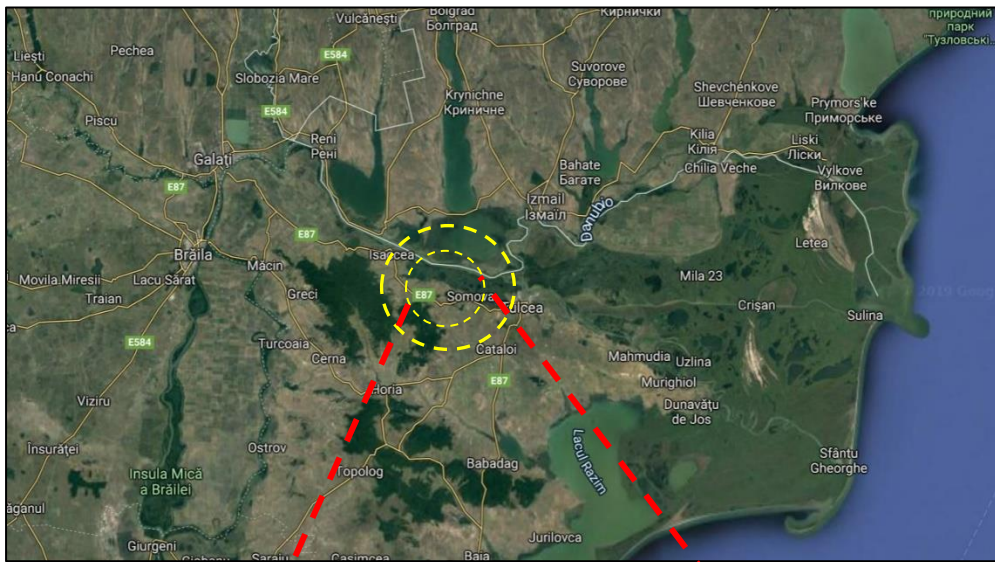 Vulcănești
Bolgrad
Болград
Кирнички
природний
парк
"Тузловські...
Liești
Pechea
E584
Suvorove
Суворове
Hanu Conachi
Slobozia Mare
Krynychne
Криничне
Shevchenkove
Шевченкове
Prymors'ke
Приморське
E584
Piscu
Reni
Рені
Kilia
Кілія
Liski
Ліски
Galați
Bahate
Багате
Chilia Veche
Vylkove
Вилкове
E87
Izmail
Ізмаїл
Danubio
E87
Isaccea
Letea
Brăila
Măcin
Movila Miresii
Lacu Sărat
Mila 23
Traian
Greci
E87
Somova
Tulcea
Crișan
Sulina
E584
Turcoaia
Cerna
Cataloi
Mahmudia
Uzlina
E87
Murighiol
Viziru
Horia
Dunavățu
de Jos
Însurăței
Ostrov
Lacul Razim
Sfântu
Gheorghe
Insula Mică
a Brăilei
Topolog
Babadag
Giurgeni
Jurilovca
Saraiu
Casimcea
Baia